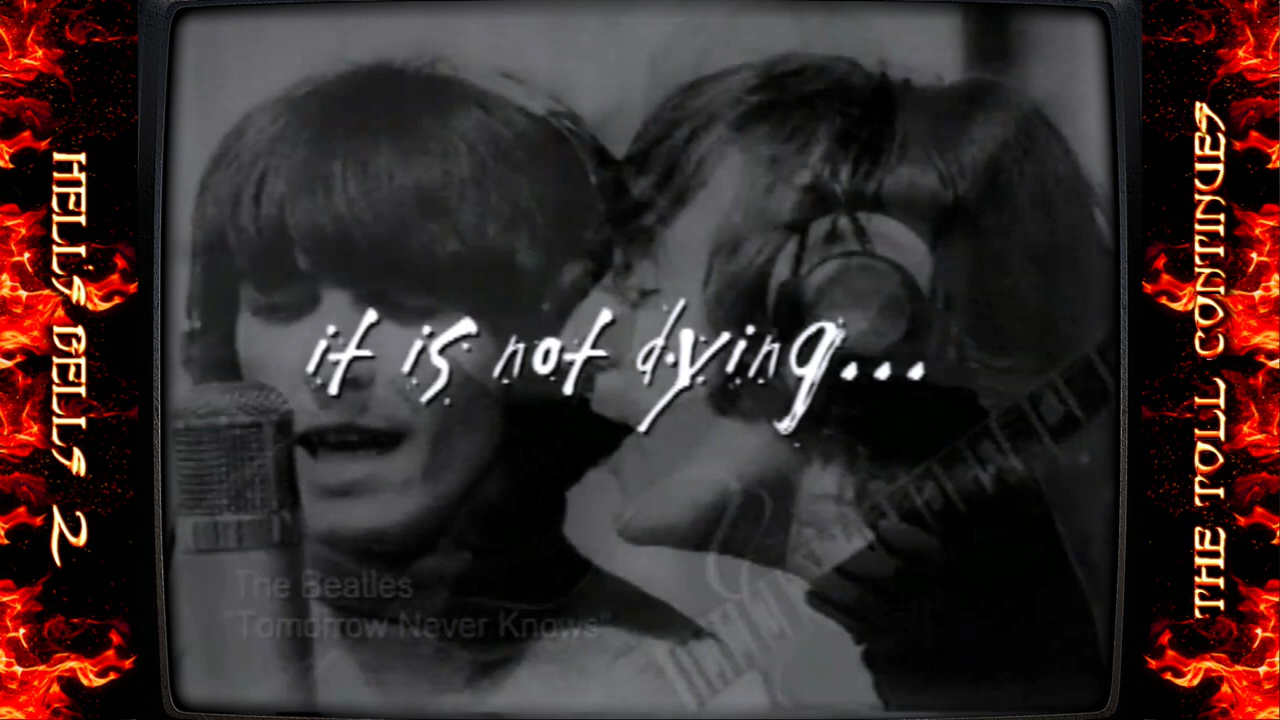 HELL'S BELLS 2
it is not dying...
The Beatles
"Tomorrow Never Knows"
THE TOLL CONTINUES